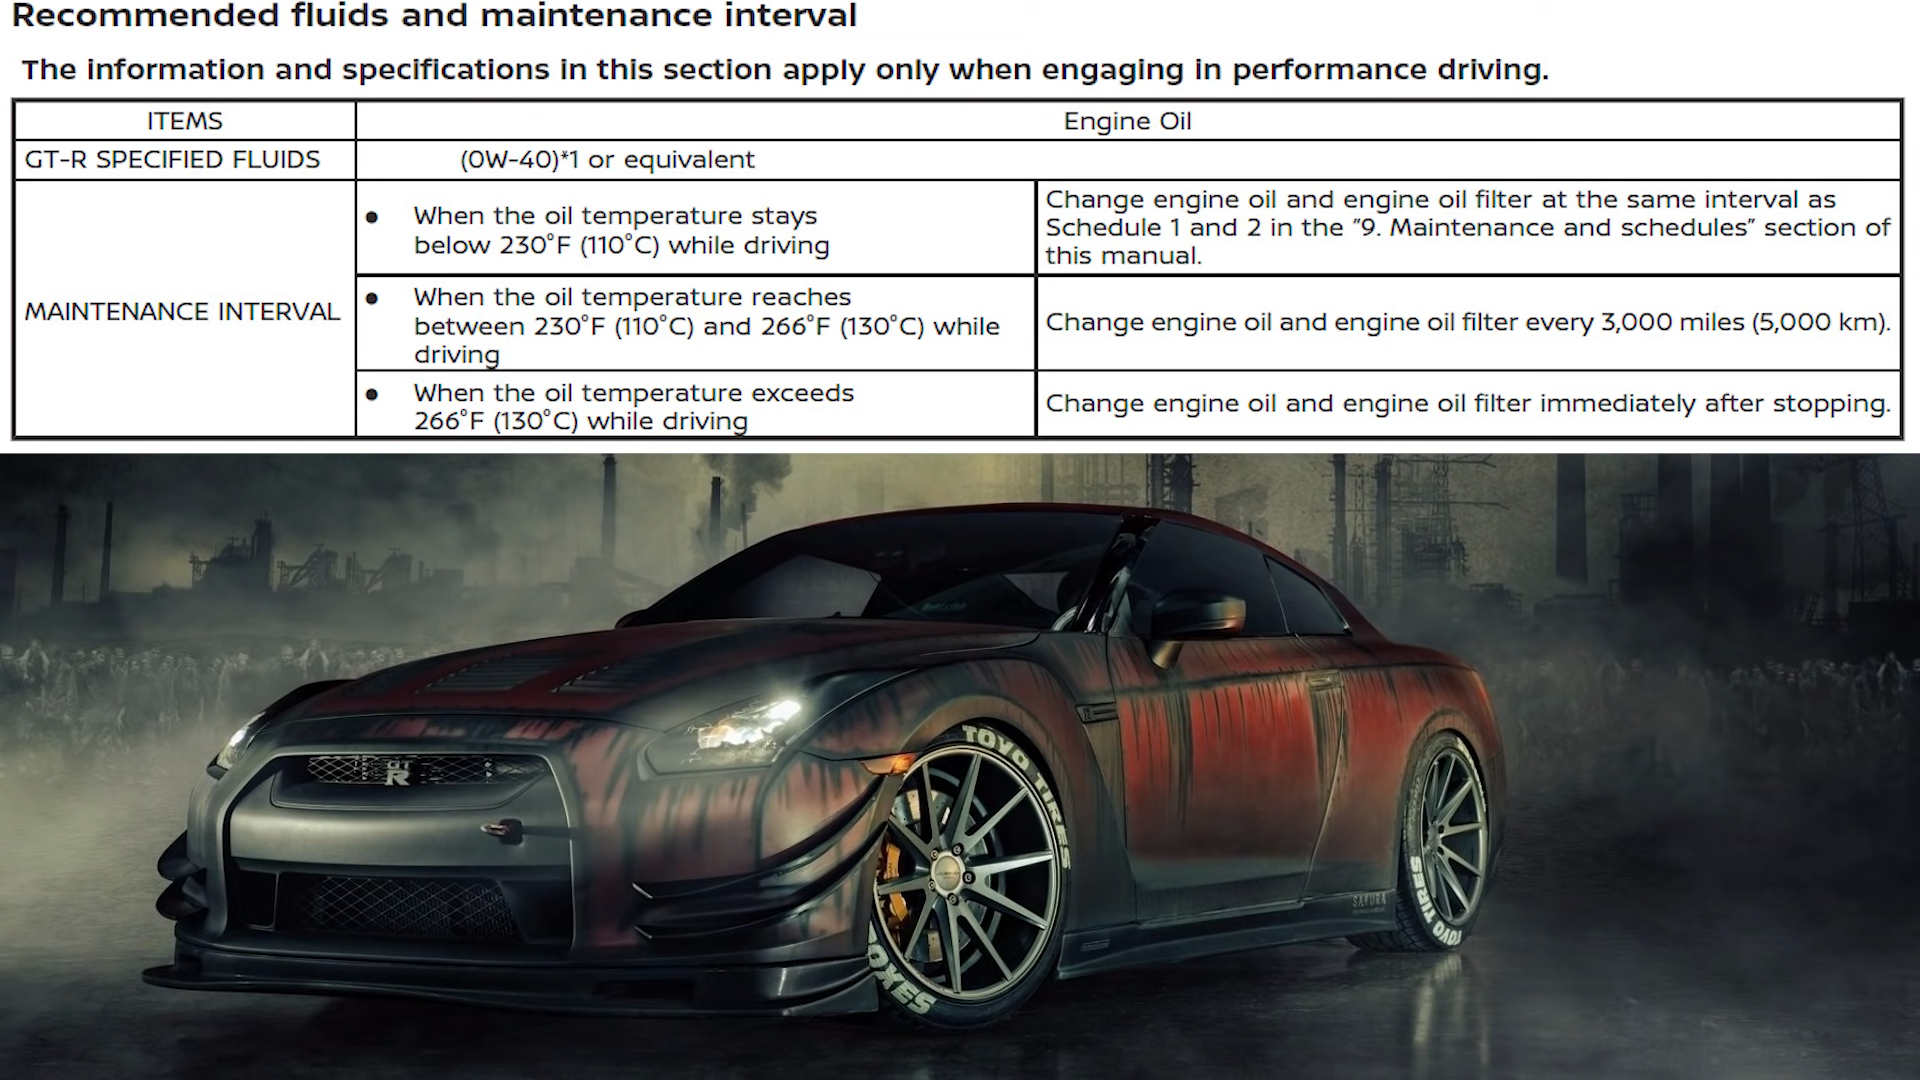 Recommended fluids and maintenance interval
The information and specifications in this section apply only when engaging in performance driving.
ITEMS
Engine Oil
GT-R SPECIFIED FLUIDS
(0W-40)*1 or equivalent
MAINTENANCE INTERVAL
● When the oil temperature stays
below 230°F (110°C) while driving
Change engine oil and engine oil filter at the same interval as
Schedule 1 and 2 in the "9. Maintenance and schedules" section of
this manual.
● When the oil temperature reaches
between 230°F (110°C) and 266°F (130°C) while
driving
Change engine oil and engine oil filter every 3,000 miles (5,000 km).
● When the oil temperature exceeds
266°F (130°C) while driving
Change engine oil and engine oil filter immediately after stopping.
GT
R
TOYO TIRES
TOYO TIRES
SAKURA